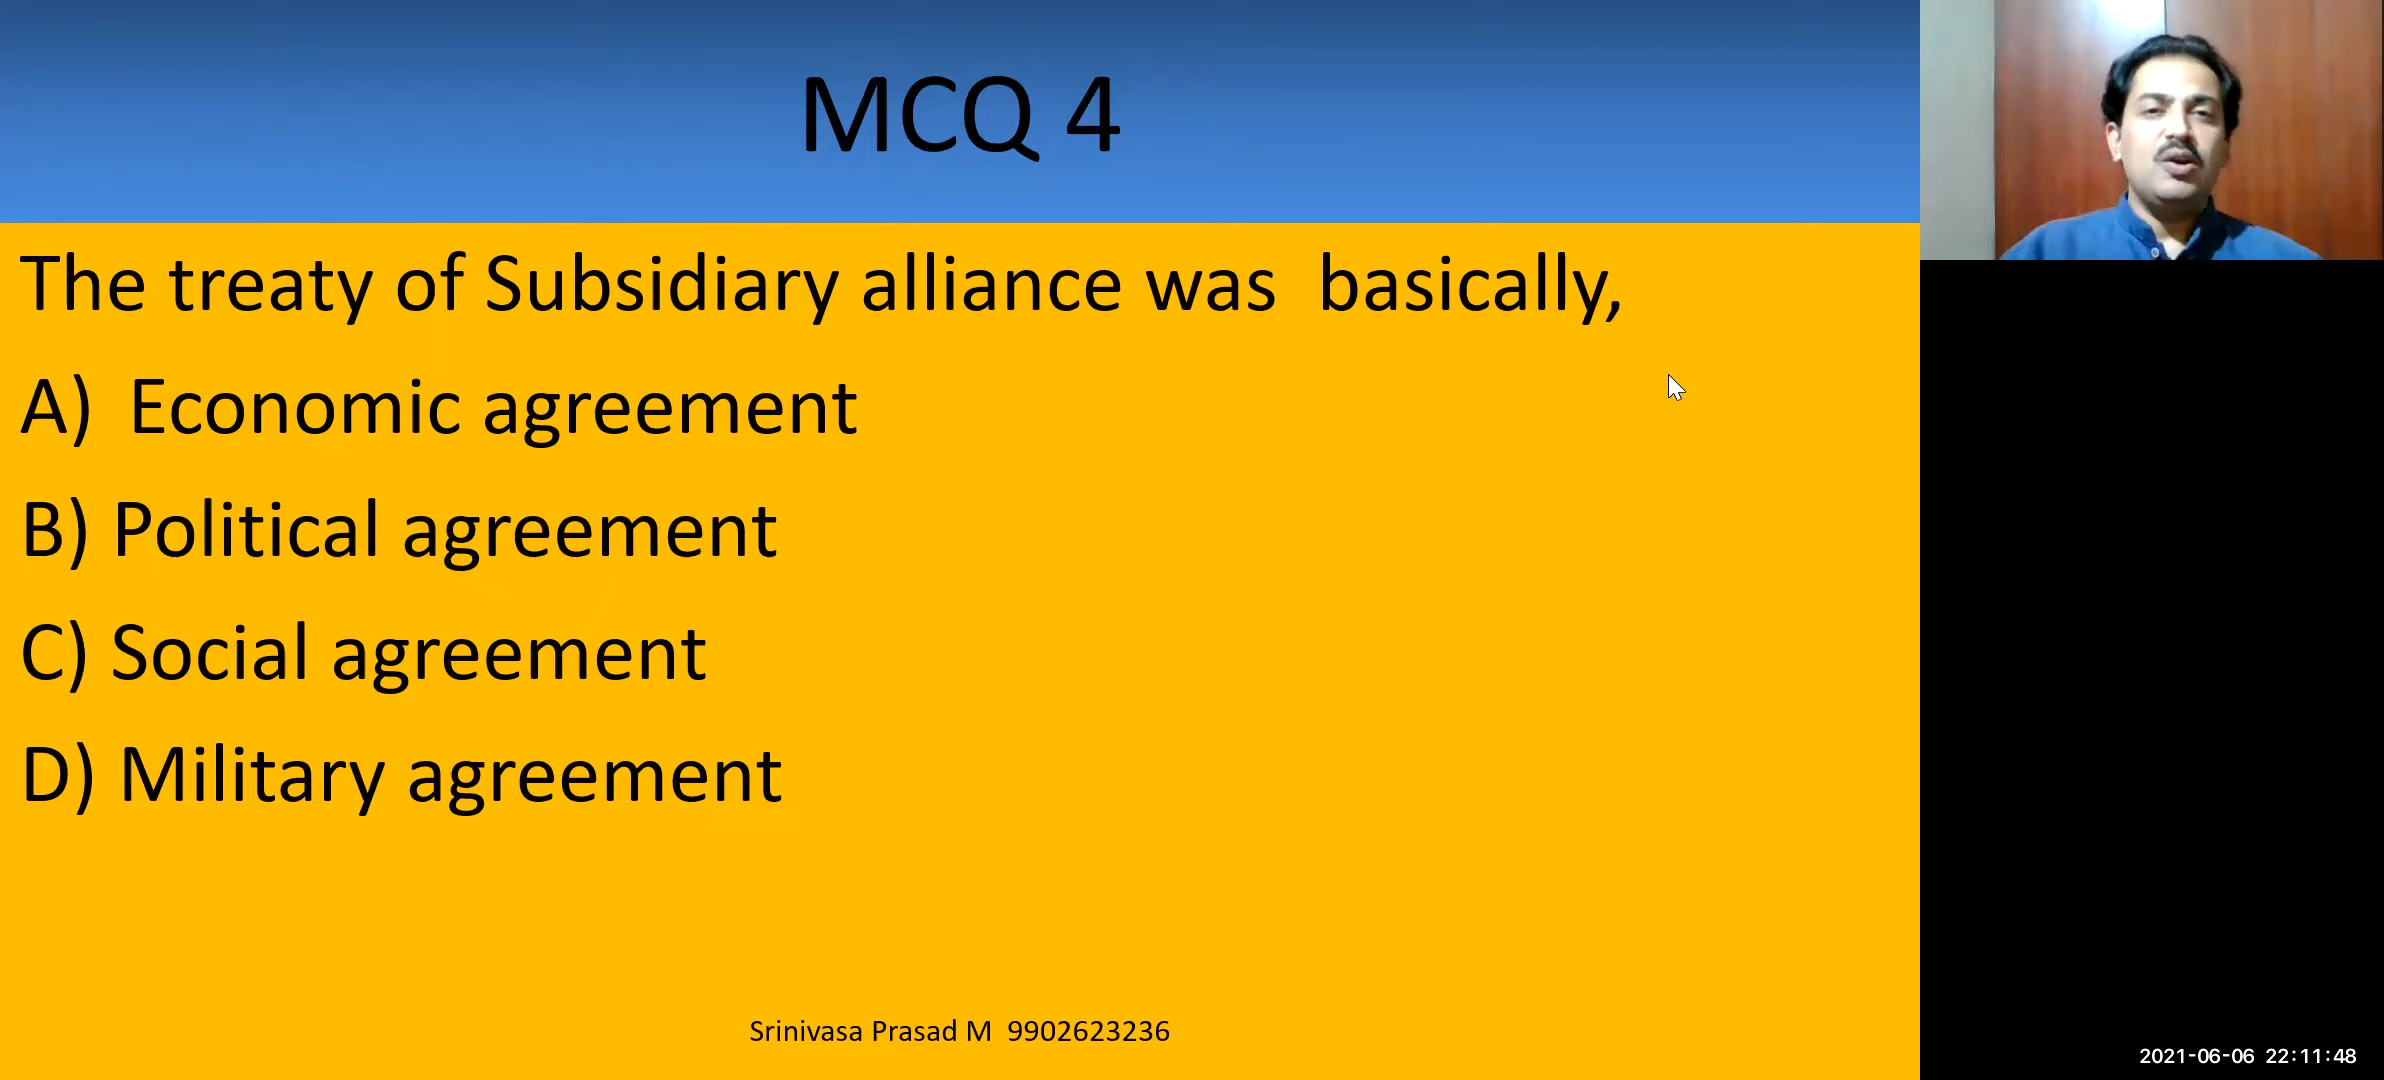 MCQ 4
The treaty of Subsidiary alliance was basically,
A) Economic agreement
B) Political agreement
C) Social agreement
D) Military agreement
Srinivasa Prasad M 9902623236
2021-06-06 22:11:48